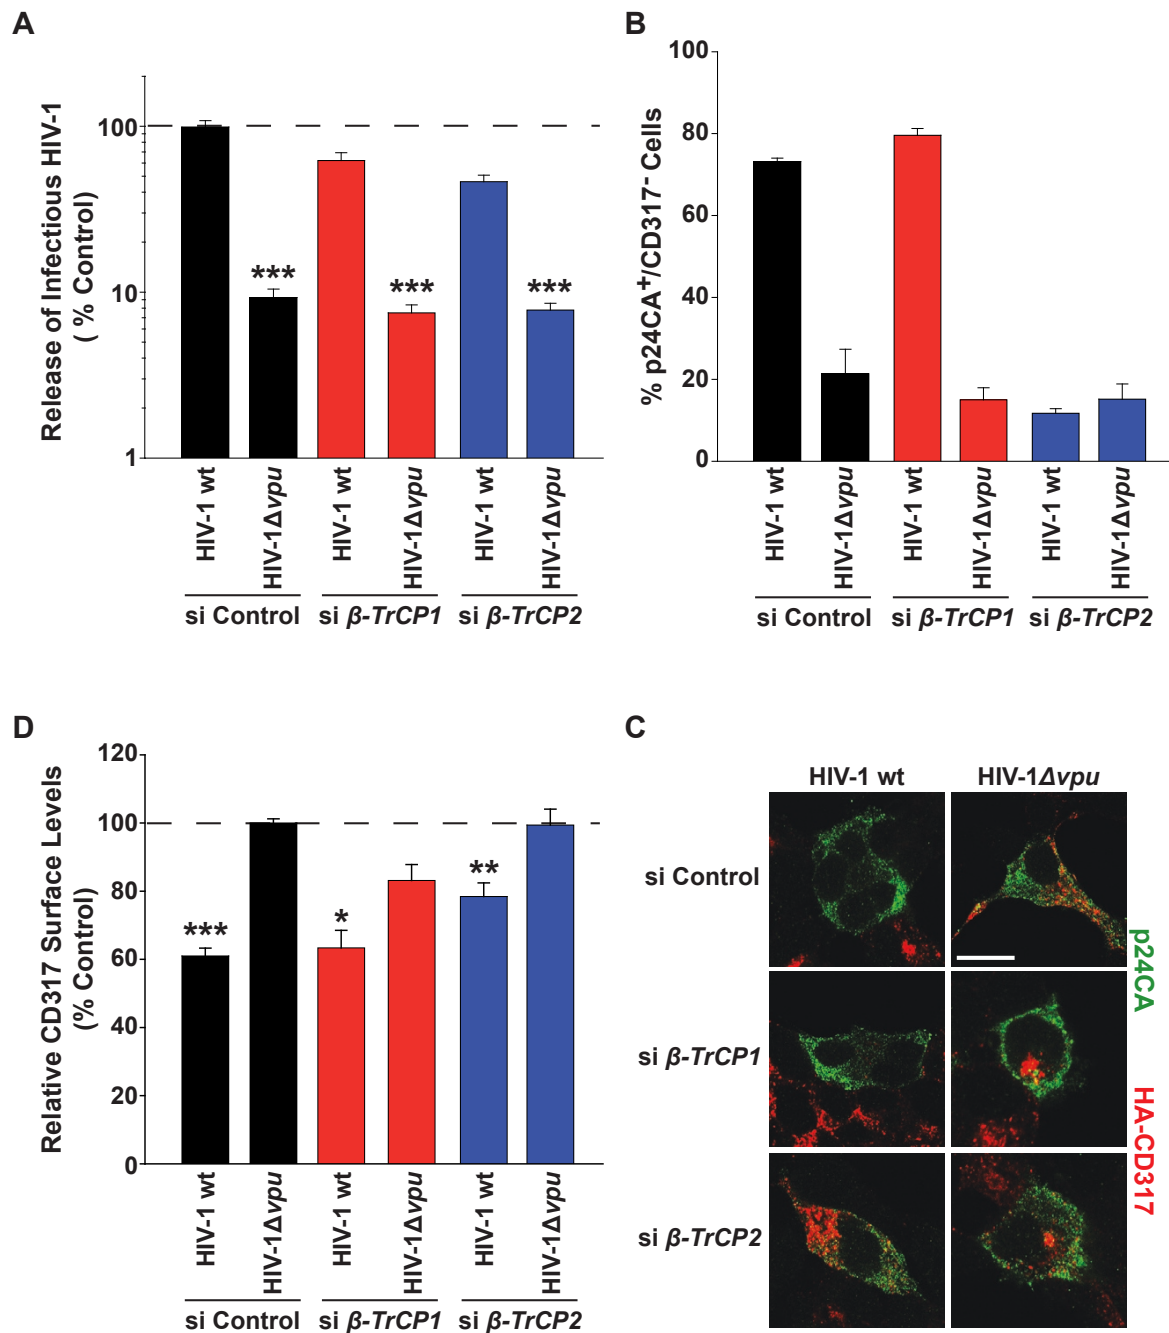 A
Release of Infectious HIV-1
( % Control)
100
10
1
***
***
***
HIV-1 wt
HIV-1Δvpu
HIV-1 wt
HIV-1Δvpu
HIV-1 wt
HIV-1Δvpu
si Control
si β-TrCP1
si β-TrCP2
B
% p24CA+/CD317- Cells
100
80
60
40
20
0
HIV-1 wt
HIV-1Δvpu
HIV-1 wt
HIV-1Δvpu
HIV-1 wt
HIV-1Δvpu
si Control
si β-TrCP1
si β-TrCP2
D
Relative CD317 Surface Levels
(% Control)
120
100
80
60
40
20
0
***
*
**
HIV-1 wt
HIV-1Δvpu
HIV-1 wt
HIV-1Δvpu
HIV-1 wt
HIV-1Δvpu
si Control
si β-TrCP1
si β-TrCP2
C
HIV-1 wt
HIV-1Δvpu
si Control
si β-TrCP1
si β-TrCP2
p24CA
HA-CD317